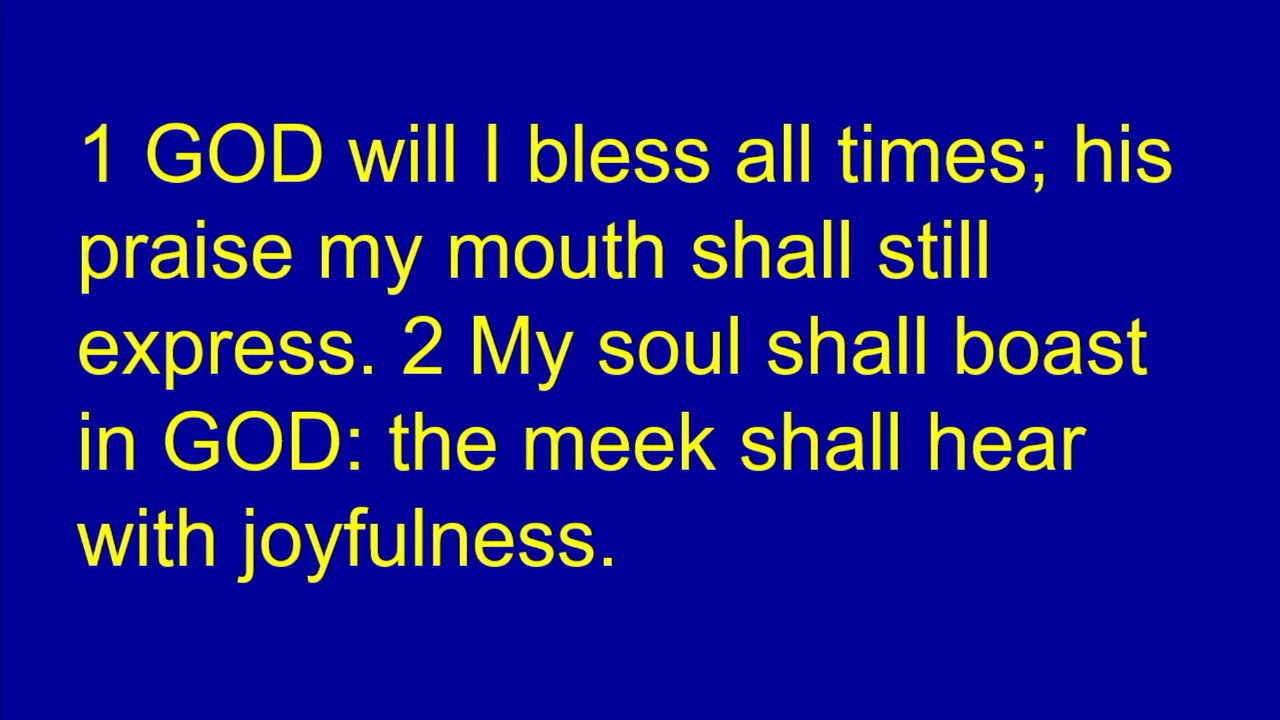 1 GOD will I bless all times; his
praise my mouth shall still
express. 2 My soul shall boast
in GOD: the meek shall hear
with joyfulness.